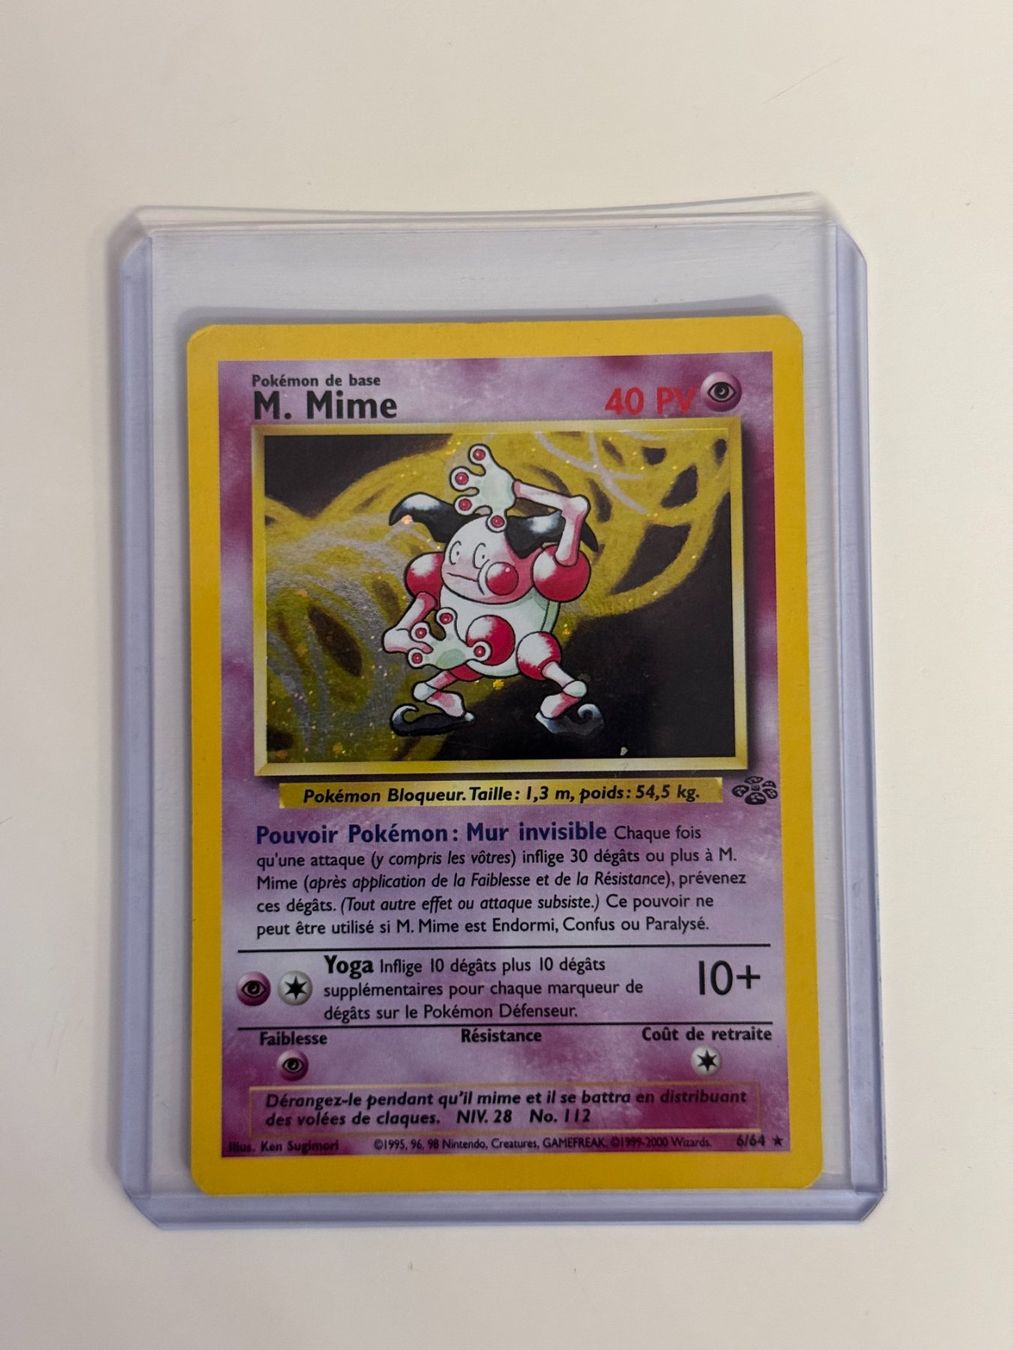 Pokémon de base
M. Mime
40 PV
Pokémon Bloqueur. Taille : 1,3 m, poids : 54,5 kg.
Pouvoir Pokémon : Mur invisible Chaque fois
qu'une attaque (y compris les vôtres) inflige 30 dégâts ou plus à M.
Mime (après application de la Faiblesse et de la Résistance), prévenez
ces dégâts. (Tout autre effet ou attaque subsiste.) Ce pouvoir ne
peut être utilisé si M. Mime est Endormi, Confus ou Paralysé.
Yoga Inflige 10 dégâts plus 10 dégâts
supplémentaires pour chaque marqueur de
dégâts sur le Pokémon Défenseur.
10+
Faiblesse Résistance Coût de retraite
Dérangez-le pendant qu'il mime et il se battra en distribuant
des volées de claques. NIV. 28 No. 112
Illus. Ken Sugimori ©1995, 96, 98 Nintendo, Creatures, GAMEFREAK. ©1999-2000 Wizards. 6/64 ★